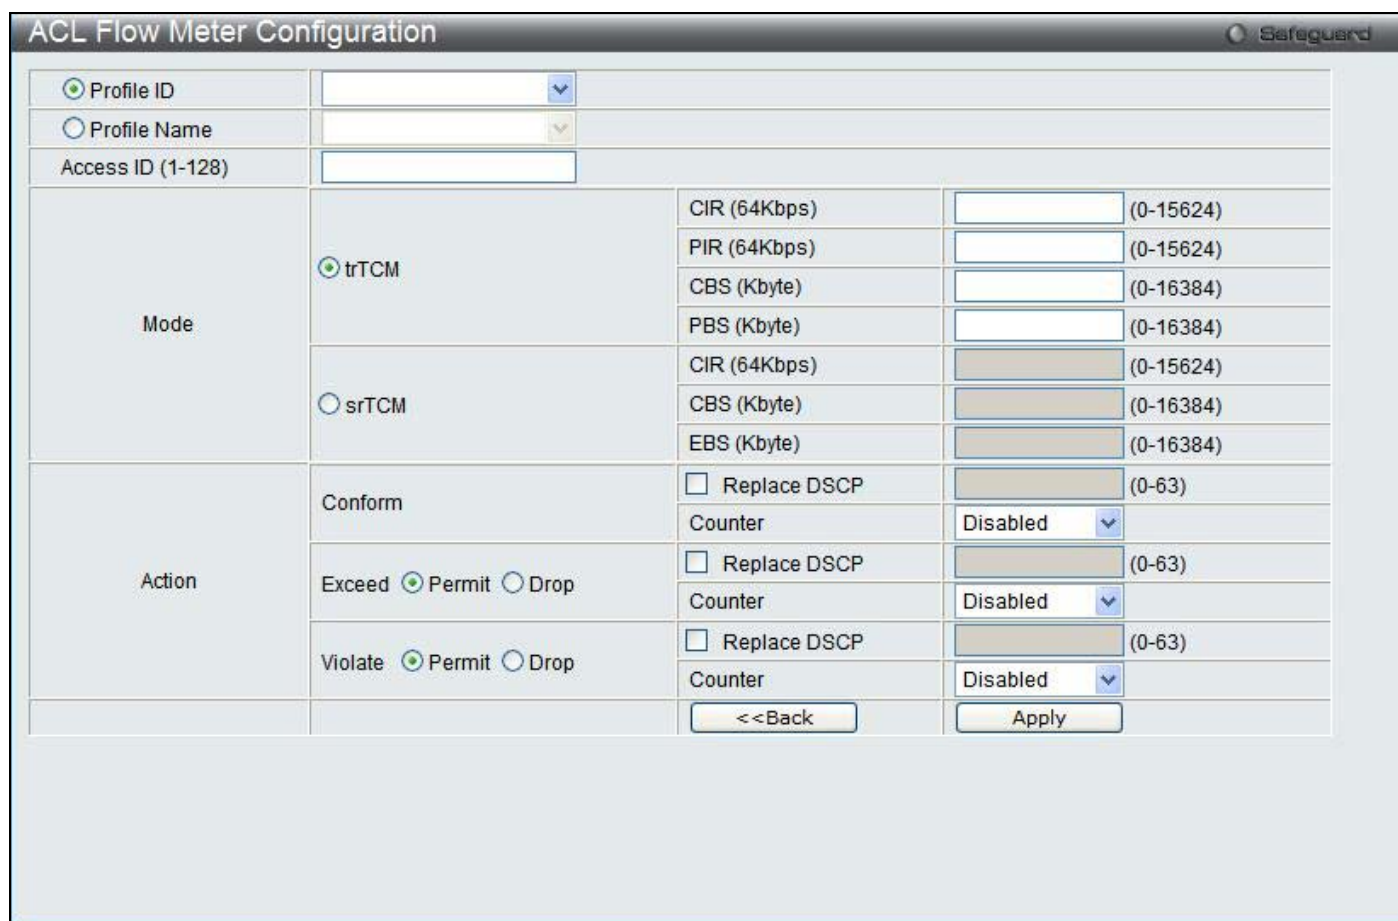 ACL Flow Meter Configuration
Safeguard
Profile ID
Profile Name
Access ID (1-128)
Mode
trTCM
CIR (64Kbps) (0-15624)
PIR (64Kbps) (0-15624)
CBS (Kbyte) (0-16384)
PBS (Kbyte) (0-16384)
srTCM
CIR (64Kbps) (0-15624)
CBS (Kbyte) (0-16384)
EBS (Kbyte) (0-16384)
Action
Conform
Replace DSCP (0-63)
Counter Disabled
Exceed Permit Drop
Replace DSCP (0-63)
Counter Disabled
Violate Permit Drop
Replace DSCP (0-63)
Counter Disabled
<<Back Apply